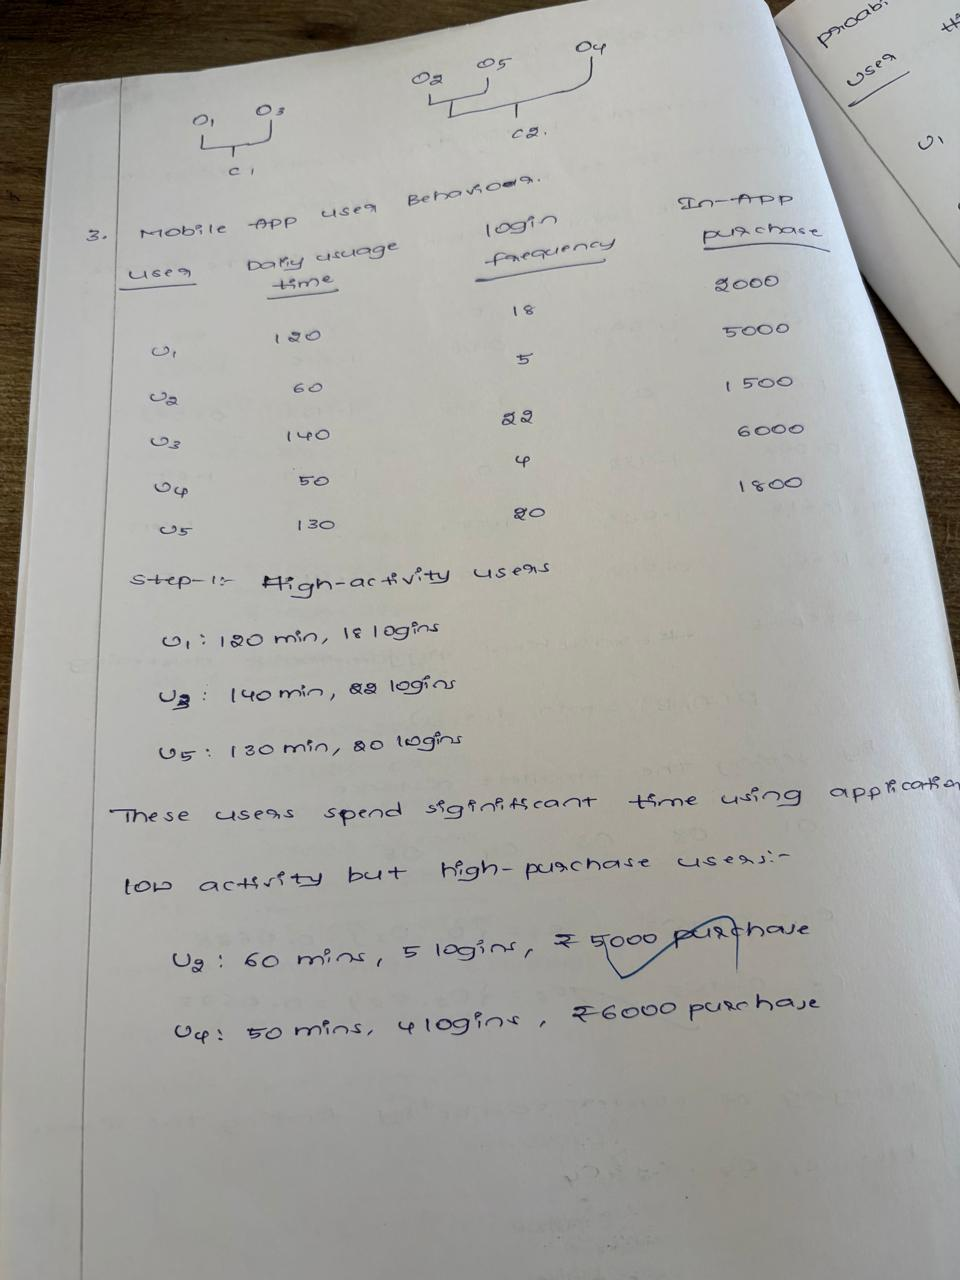 O1 O3 O2 O5 O4
C1 C2.
3. Mobile App user Behaviour.
user Daily usuage time login frequency In-App purchase
U1 120 18 2000
U2 60 5 5000
U3 140 22 1500
U4 50 4 6000
U5 130 20 1800
Step-1:- High-activity users
U1: 120 min, 18 logins
U3: 140 min, 22 logins
U5: 130 min, 20 logins
These users spend siginificant time using application
low activity but high-purchase users:-
U2: 60 mins, 5 logins, ₹5000 purchase
U4: 50 mins, 4 logins, ₹6000 purchase
user
U1